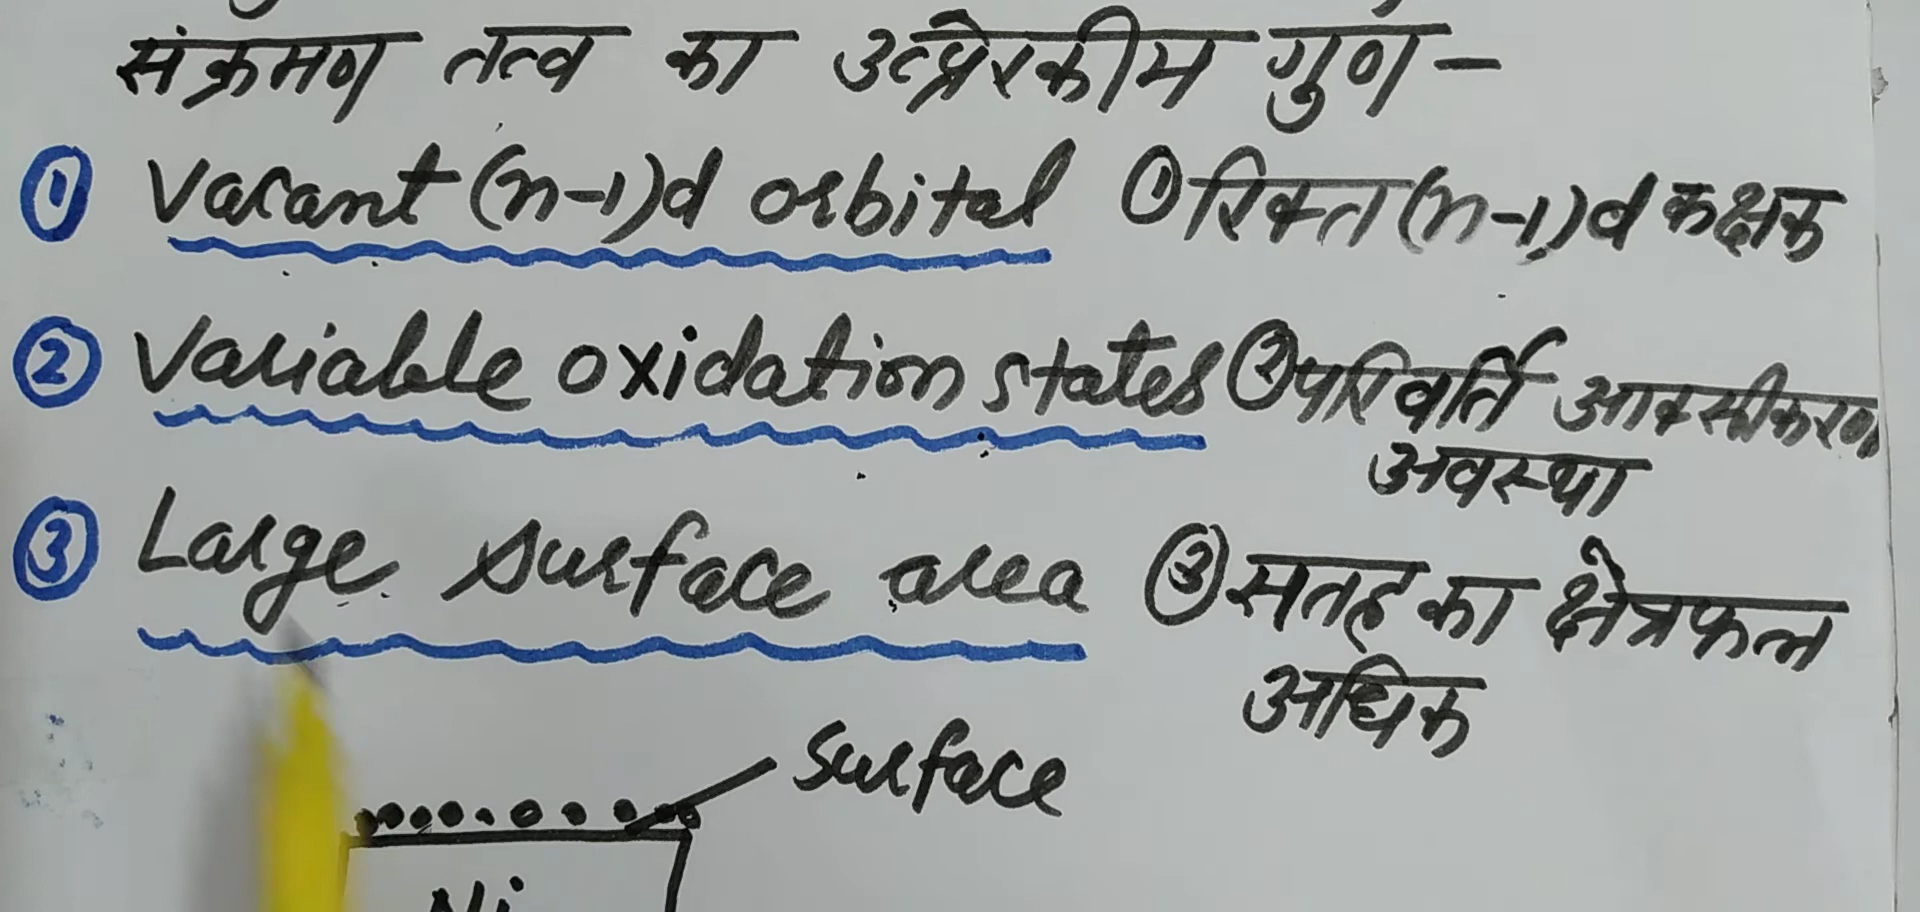 संक्रमण तत्व का उत्प्रेरकीय गुण-
① Vacant (n-1)d orbital ① रिक्त (n-1)d कक्षक
② Variable oxidation states ② परिवर्ति आक्सीकरण
अवस्था
③ Large surface area ③ सतह का क्षेत्रफल
अधिक
Surface
Ni